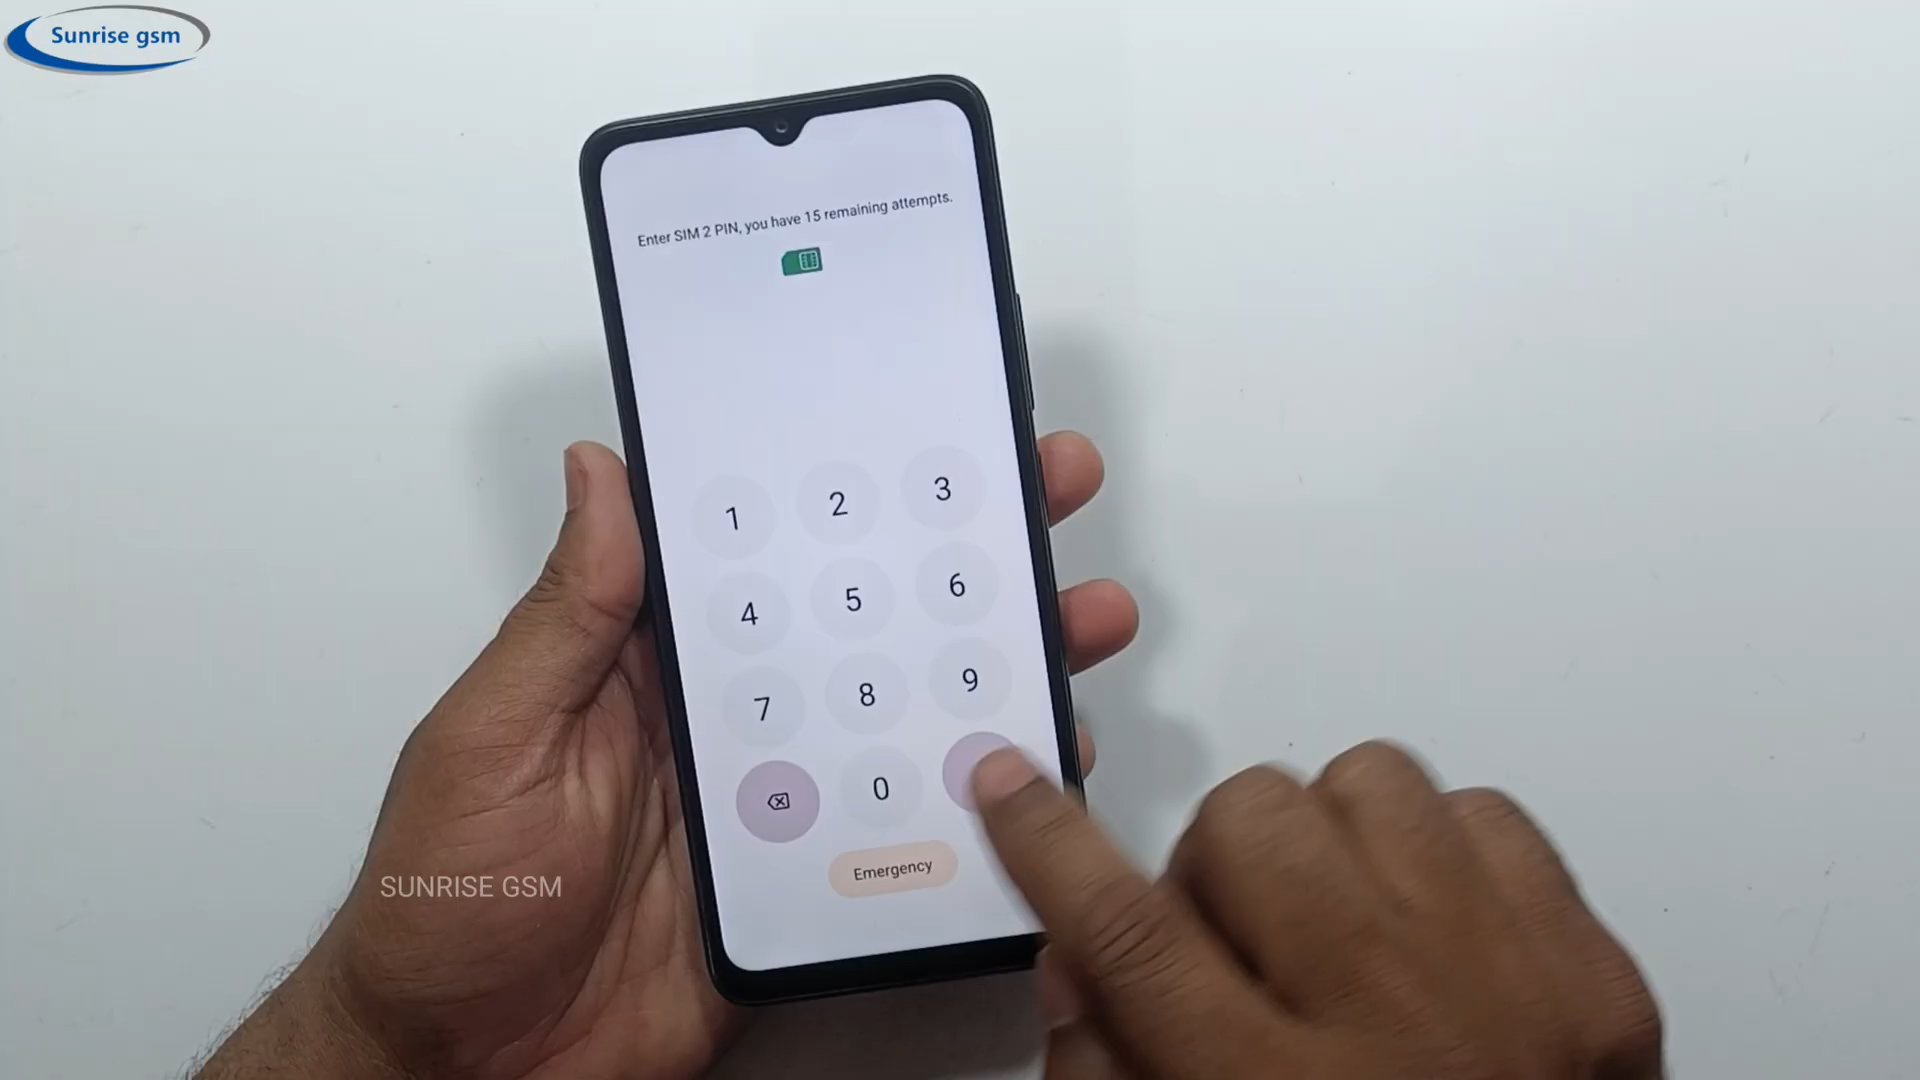 Sunrise gsm
Enter SIM 2 PIN, you have 15 remaining attempts.
1 2 3
4 5 6
7 8 9
0
Emergency
SUNRISE GSM